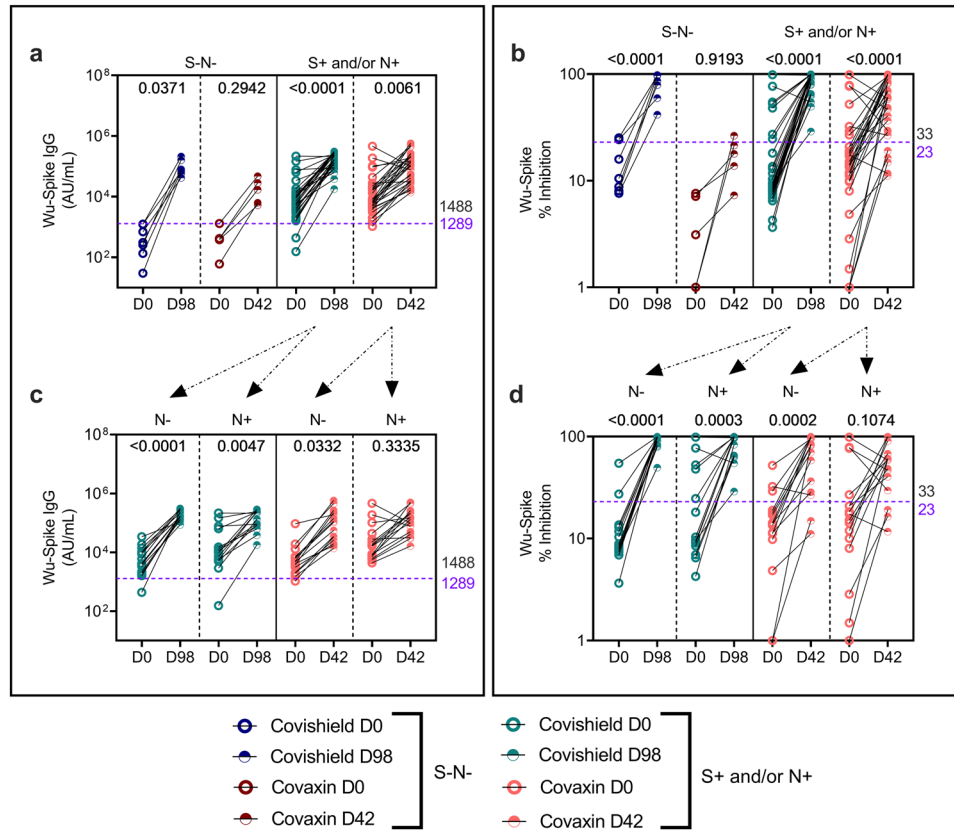 a
S-N-
S+ and/or N+
0.0371 0.2942 <0.0001 0.0061
10⁸
10⁶
10⁴
10²
Wu-Spike IgG
(AU/mL)
1488
1289
D0 D98 D0 D42 D0 D98 D0 D42
b
S-N-
S+ and/or N+
<0.0001 0.9193 <0.0001 <0.0001
100
10
1
Wu-Spike
% Inhibition
33
23
D0 D98 D0 D42 D0 D98 D0 D42
c
N- N+ N- N+
<0.0001 0.0047 0.0332 0.3335
10⁸
10⁶
10⁴
10²
Wu-Spike IgG
(AU/mL)
1488
1289
D0 D98 D0 D98 D0 D42 D0 D42
d
N- N+ N- N+
<0.0001 0.0003 0.0002 0.1074
100
10
1
Wu-Spike
% Inhibition
33
23
D0 D98 D0 D98 D0 D42 D0 D42
Covishield D0
Covishield D98
Covaxin D0
Covaxin D42
S-N-
Covishield D0
Covishield D98
Covaxin D0
Covaxin D42
S+ and/or N+